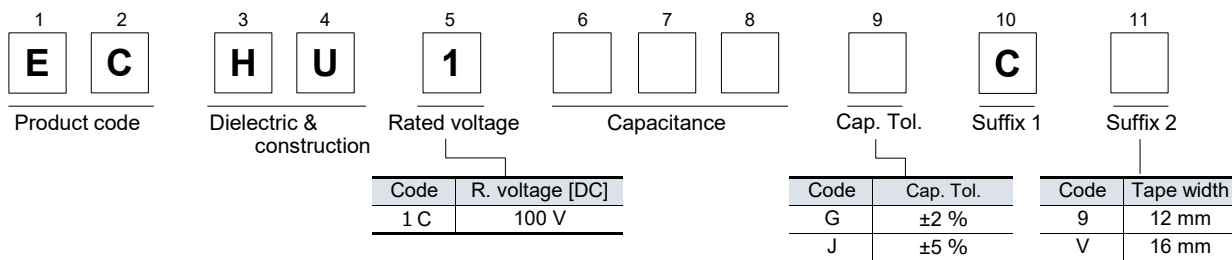 1 2 3 4 5 6 7 8 9 10 11
E C H U 1 C
Product code Dielectric & construction Rated voltage Capacitance Cap. Tol. Suffix 1 Suffix 2
Code R. voltage [DC]
1 C 100 V
Code Cap. Tol.
G ±2 %
J ±5 %
Code Tape width
9 12 mm
V 16 mm